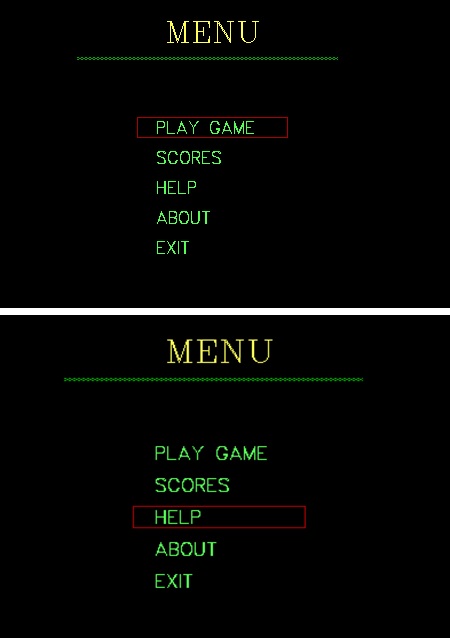 MENU
PLAY GAME
SCORES
HELP
ABOUT
EXIT
MENU
PLAY GAME
SCORES
HELP
ABOUT
EXIT